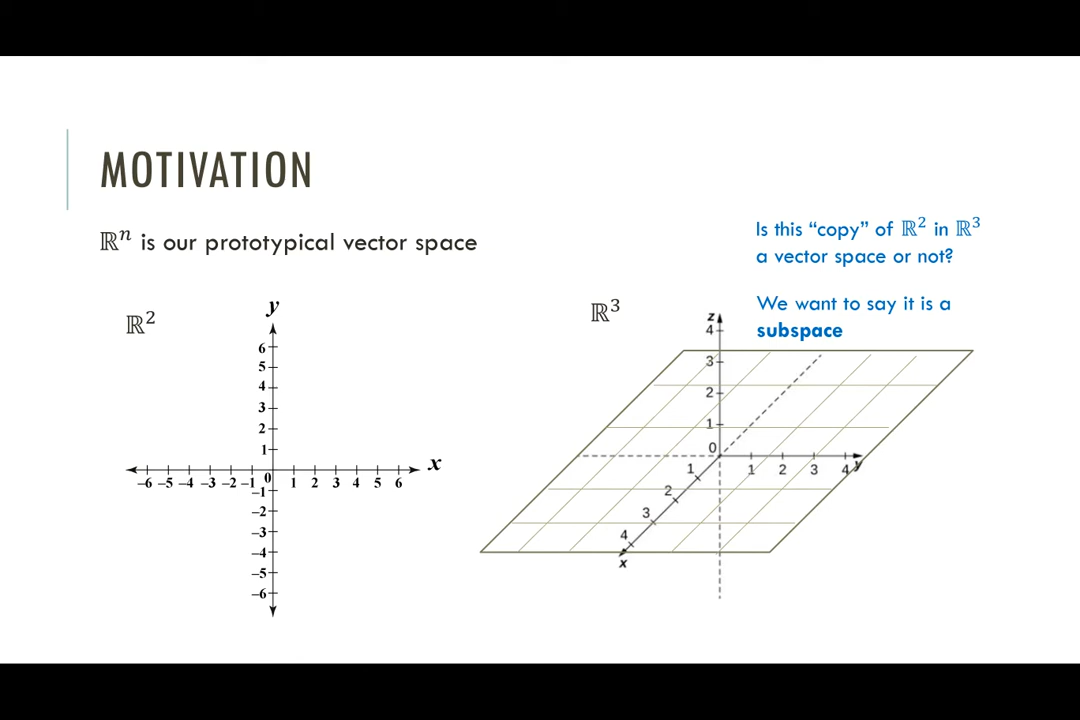 MOTIVATION
ℝⁿ is our prototypical vector space
Is this “copy” of ℝ² in ℝ³
a vector space or not?
We want to say it is a
subspace
ℝ²
y
6
5
4
3
2
1
x
–6 –5 –4 –3 –2 –1 0 1 2 3 4 5 6
–1
–2
–3
–4
–5
–6
ℝ³
z
4
3
2
1
0
1 2 3 4 y
1
2
3
4
x